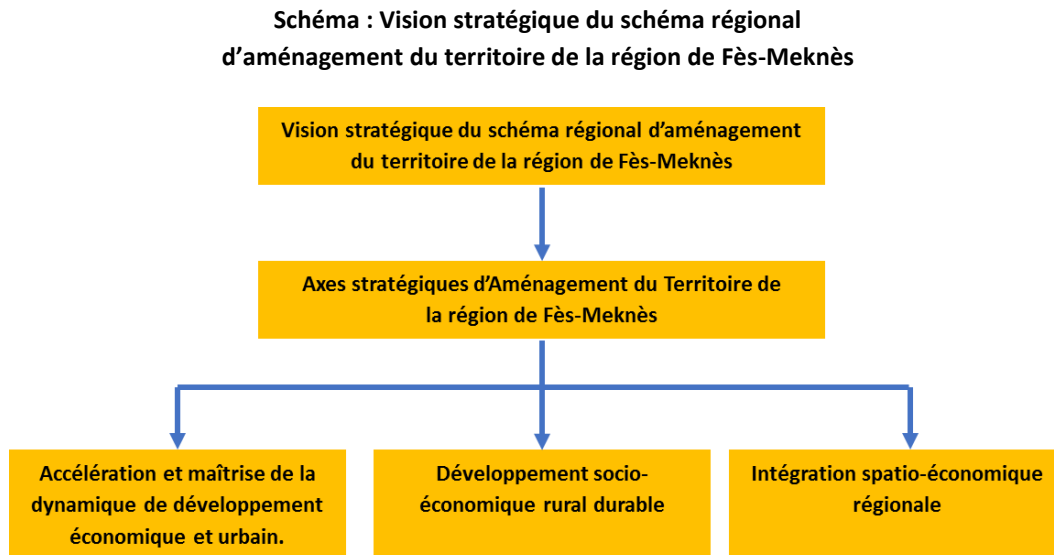 Schéma : Vision stratégique du schéma régional
d’aménagement du territoire de la région de Fès-Meknès
Vision stratégique du schéma régional d’aménagement
du territoire de la région de Fès-Meknès
Axes stratégiques d’Aménagement du Territoire de
la région de Fès-Meknès
Accélération et maîtrise de la
dynamique de développement
économique et urbain.
Développement socio-
économique rural durable
Intégration spatio-économique
régionale